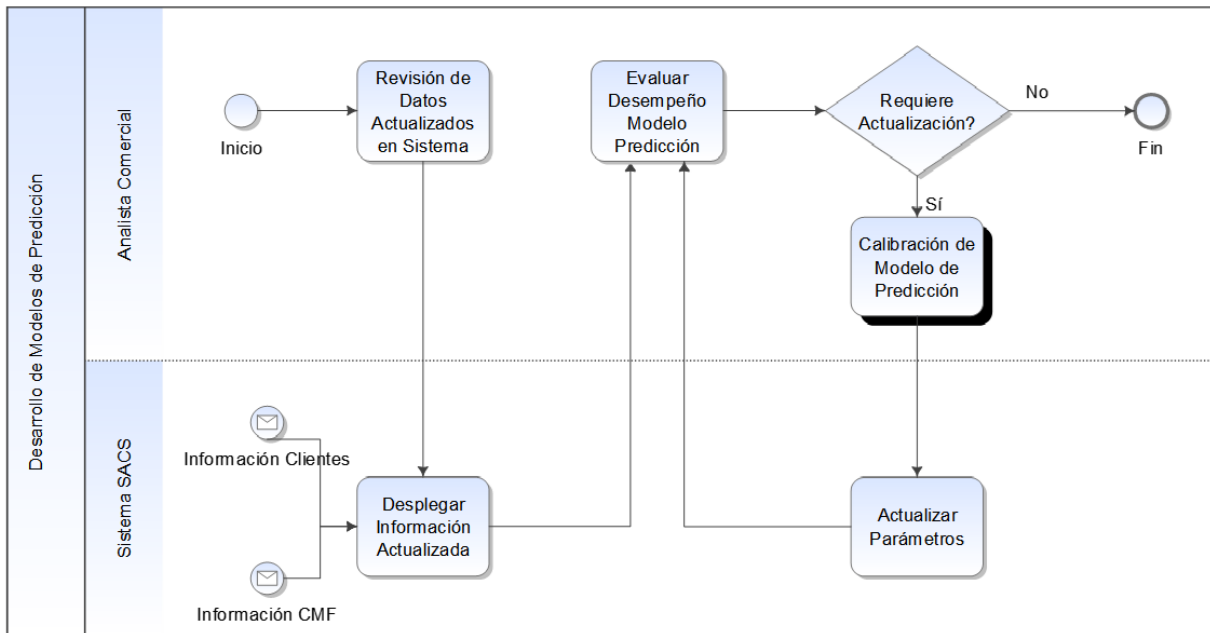 Desarrollo de Modelos de Predicción
Analista Comercial
Inicio
Revisión de
Datos
Actualizados
en Sistema
Evaluar
Desempeño
Modelo
Predicción
Requiere
Actualización?
No
Fin
Sí
Calibración de
Modelo de
Predicción
Sistema SACS
Información Clientes
Información CMF
Desplegar
Información
Actualizada
Actualizar
Parámetros